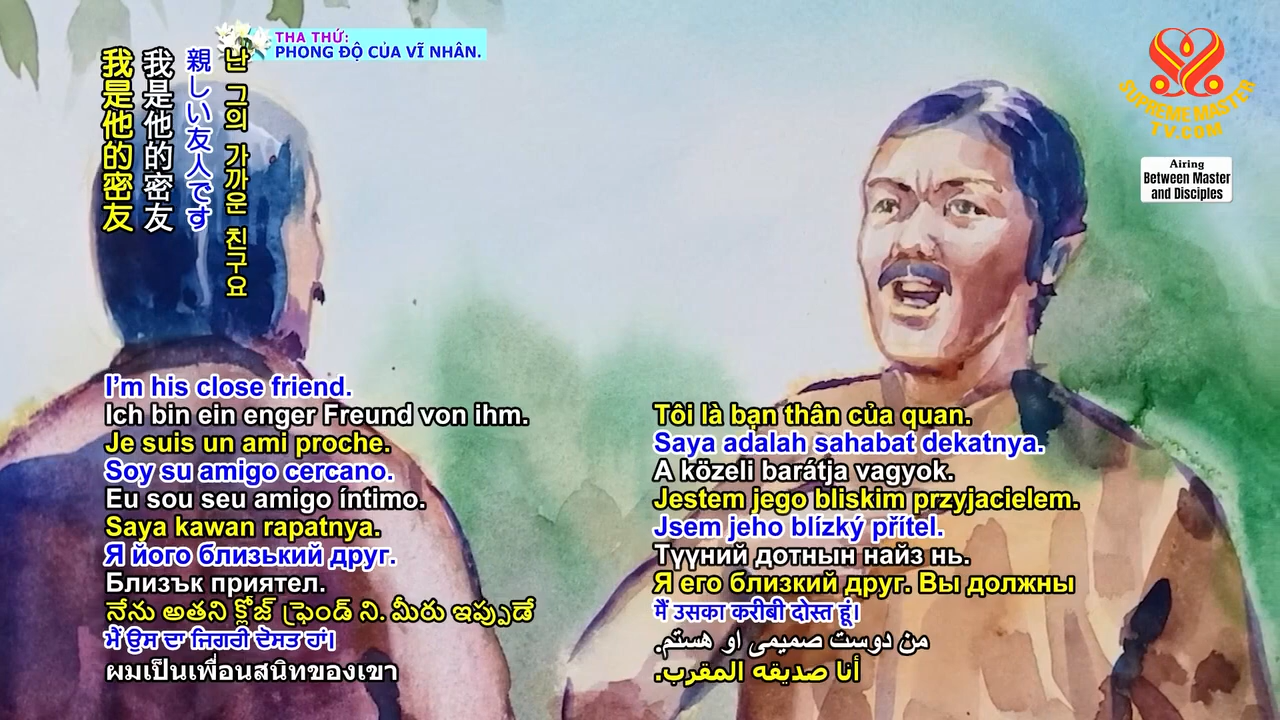 THA THỨ:
PHONG ĐỘ CỦA VĨ NHÂN.
我是他的密友
我是他的密友
親しい友人です
난 그의 가까운 친구요
SUPREME MASTER
TV.COM
Airing
Between Master
and Disciples
I'm his close friend.
Ich bin ein enger Freund von ihm.
Je suis un ami proche.
Soy su amigo cercano.
Eu sou seu amigo íntimo.
Saya kawan rapatnya.
Я його близький друг.
Близък приятел.
నేను అతని క్లోజ్ ఫ్రెండ్ ని. మీరు ఇప్పుడే
ਮੈਂ ਉਸ ਦਾ ਜਿਗਰੀ ਦੋਸਤ ਹਾਂ।
ผมเป็นเพื่อนสนิทของเขา
Tôi là bạn thân của quan.
Saya adalah sahabat dekatnya.
A közeli barátja vagyok.
Jestem jego bliskim przyjacielem.
Jsem jeho blízký přítel.
Түүний дотнын найз нь.
Я его близкий друг. Вы должны
मैं उसका करीबी दोस्त हूं।
من دوست صمیمی او هستم.
أنا صديقه المقرب.